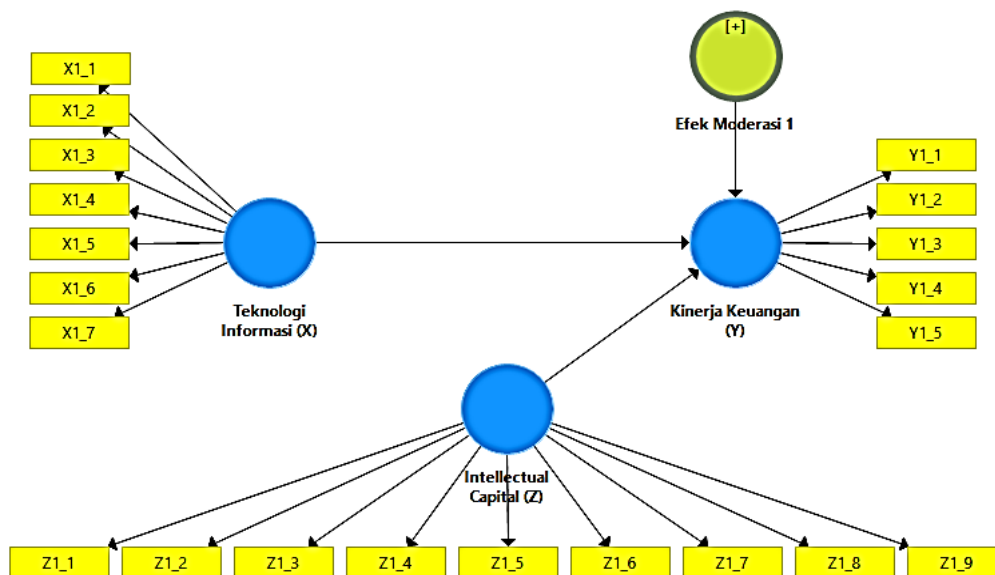 [+]
Efek Moderasi 1
X1_1
X1_2
X1_3
X1_4
X1_5
X1_6
X1_7
Teknologi
Informasi (X)
Y1_1
Y1_2
Y1_3
Y1_4
Y1_5
Kinerja Keuangan
(Y)
Intellectual
Capital (Z)
Z1_1
Z1_2
Z1_3
Z1_4
Z1_5
Z1_6
Z1_7
Z1_8
Z1_9